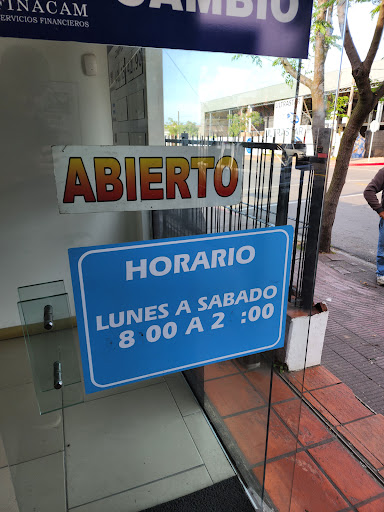 FINACAM
SERVICIOS FINANCIEROS
CAMBIO
ABIERTO
HORARIO
LUNES A SABADO
8 00 A 2 :00